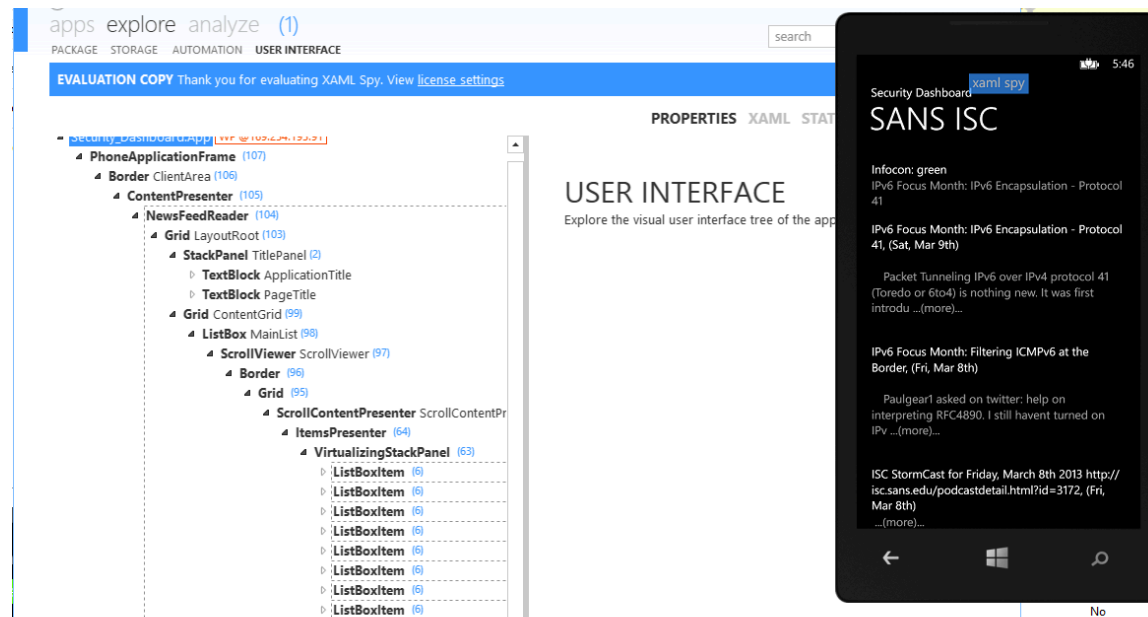 apps explore analyze (1)
PACKAGE STORAGE AUTOMATION USER INTERFACE
search
EVALUATION COPY Thank you for evaluating XAML Spy. View license settings
PROPERTIES XAML STAT
Security_Dashboard.App WP @169.254.195.91
PhoneApplicationFrame (107)
Border ClientArea (106)
ContentPresenter (105)
NewsFeedReader (104)
Grid LayoutRoot (103)
StackPanel TitlePanel (2)
TextBlock ApplicationTitle
TextBlock PageTitle
Grid ContentGrid (99)
ListBox MainList (98)
ScrollViewer ScrollViewer (97)
Border (96)
Grid (95)
ScrollContentPresenter ScrollContentPr
ItemsPresenter (64)
VirtualizingStackPanel (63)
ListBoxItem (6)
ListBoxItem (6)
ListBoxItem (6)
ListBoxItem (6)
ListBoxItem (6)
ListBoxItem (6)
ListBoxItem (6)
ListBoxItem (6)
USER INTERFACE
Explore the visual user interface tree of the app
5:46
xaml spy
Security Dashboard
SANS ISC
Infocon: green
IPv6 Focus Month: IPv6 Encapsulation - Protocol
41
IPv6 Focus Month: IPv6 Encapsulation - Protocol
41, (Sat, Mar 9th)
Packet Tunneling IPv6 over IPv4 protocol 41
(Toredo or 6to4) is nothing new. It was first
introdu ...(more)...
IPv6 Focus Month: Filtering ICMPv6 at the
Border, (Fri, Mar 8th)
Paulgear1 asked on twitter: help on
interpreting RFC4890. I still havent turned on
IPv ...(more)...
ISC StormCast for Friday, March 8th 2013 http://
isc.sans.edu/podcastdetail.html?id=3172, (Fri,
Mar 8th)
...(more)...
No